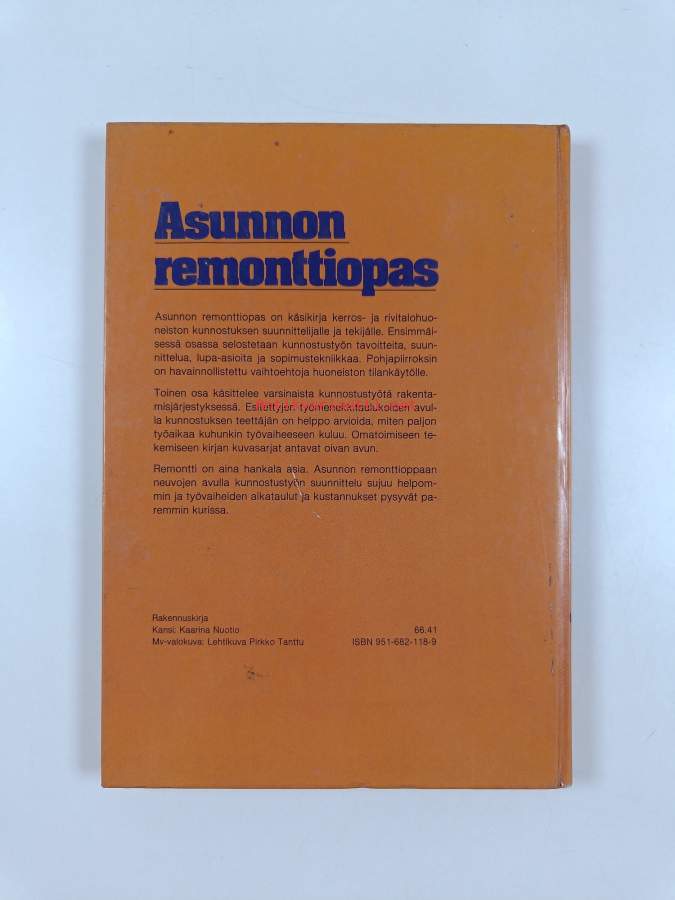 Asunnon
remonttiopas
Asunnon remonttiopas on käsikirja kerros- ja rivitalohuo-
neiston kunnostuksen suunnittelijalle ja tekijälle. Ensimmäi-
sessä osassa selostetaan kunnostustyön tavoitteita, suun-
nittelua, lupa-asioita ja sopimustekniikkaa. Pohjapiirroksin
on havainnollistettu vaihtoehtoja huoneiston tilankäytölle.
Toinen osa käsittelee varsinaista kunnostustyötä rakenta-
misjärjestyksessä. Esitettyjen työmenekkitaulukoiden avul-
la kunnostuksen teettäjän on helppo arvioida, miten paljon
työaikaa kuhunkin työvaiheeseen kuluu. Omatoimiseen te-
kemiseen kirjan kuvasarjat antavat oivan avun.
Remontti on aina hankala asia. Asunnon remonttioppaan
neuvojen avulla kunnostustyön suunnittelu sujuu helpom-
min ja työvaiheiden aikataulut ja kustannukset pysyvät pa-
remmin kurissa.
Rakennuskirja
Kansi: Kaarina Nuotio 66.41
Mv-valokuva: Lehtikuva Pirkko Tanttu ISBN 951-682-118-9